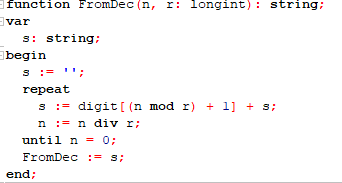 function FromDec(n, r: longint): string;
var
  s: string;
begin
  s := '';
  repeat
    s := digit[(n mod r) + 1] + s;
    n := n div r;
  until n = 0;
  FromDec := s;
end;